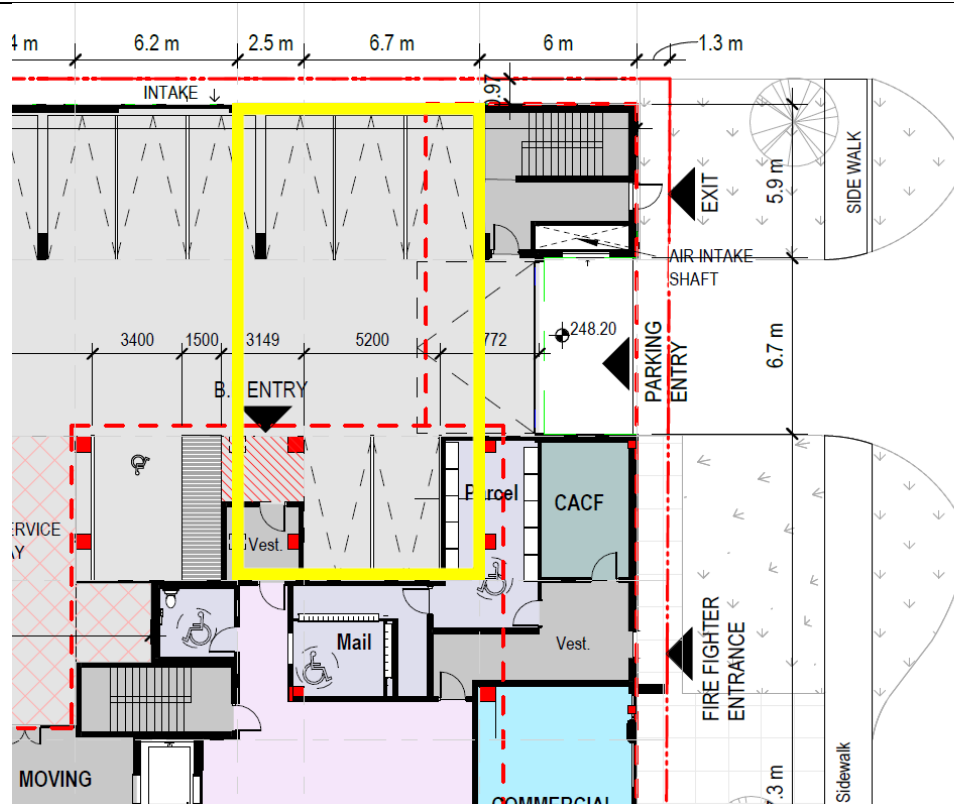 4 m
6.2 m
2.5 m
6.7 m
6 m
1.3 m
INTAKE
0.97
EXIT
5.9 m
SIDE WALK
AIR INTAKE
SHAFT
3400
1500
3149
5200
772
248.20
PARKING
ENTRY
6.7 m
ENTRY
Parcel
CACF
ERVICE
AY
Vest.
Mail
Vest.
FIRE FIGHTER
ENTRANCE
MOVING
COMMERCIAL
7.3 m
Sidewalk